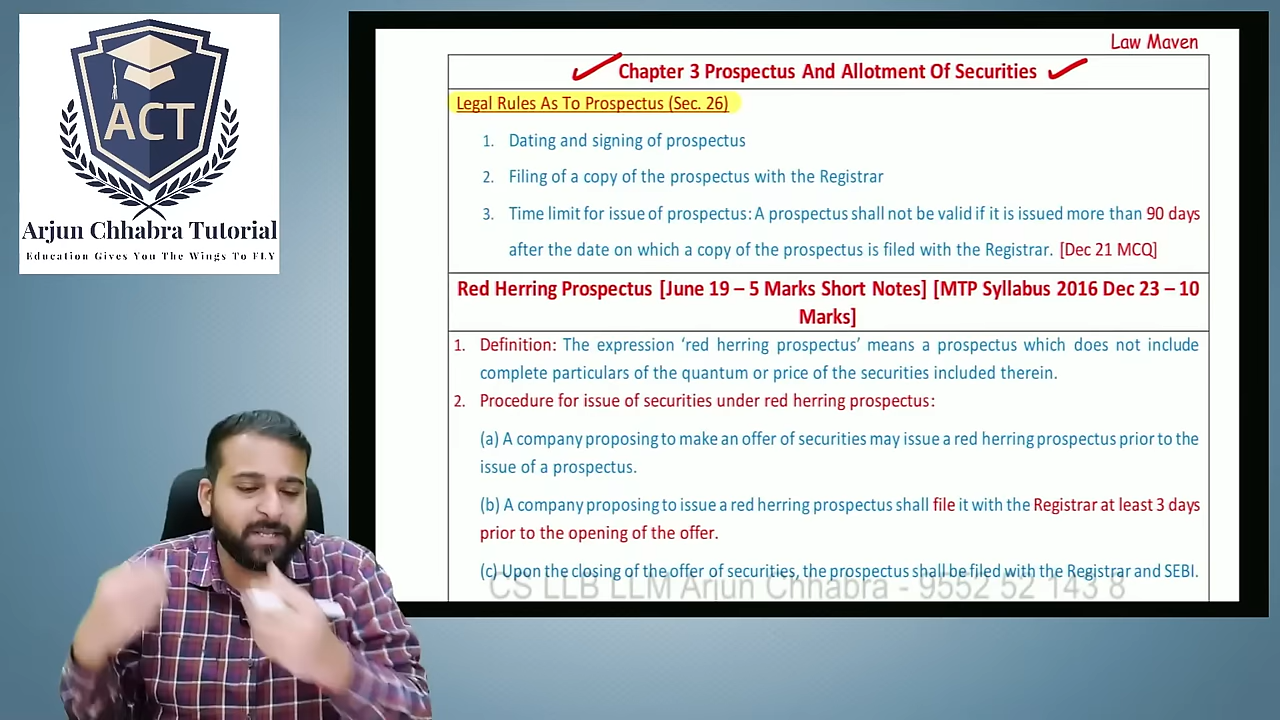 ACT
Arjun Chhabra Tutorial
Education Gives You The Wings To FLY
Law Maven
Chapter 3 Prospectus And Allotment Of Securities
Legal Rules As To Prospectus (Sec. 26)
1. Dating and signing of prospectus
2. Filing of a copy of the prospectus with the Registrar
3. Time limit for issue of prospectus: A prospectus shall not be valid if it is issued more than 90 days
after the date on which a copy of the prospectus is filed with the Registrar. [Dec 21 MCQ]
Red Herring Prospectus [June 19 – 5 Marks Short Notes] [MTP Syllabus 2016 Dec 23 – 10
Marks]
1. Definition: The expression ‘red herring prospectus’ means a prospectus which does not include
complete particulars of the quantum or price of the securities included therein.
2. Procedure for issue of securities under red herring prospectus:
(a) A company proposing to make an offer of securities may issue a red herring prospectus prior to the
issue of a prospectus.
(b) A company proposing to issue a red herring prospectus shall file it with the Registrar at least 3 days
prior to the opening of the offer.
(c) Upon the closing of the offer of securities, the prospectus shall be filed with the Registrar and SEBI.
CS LLB LLM Arjun Chhabra - 9552 52 143 8